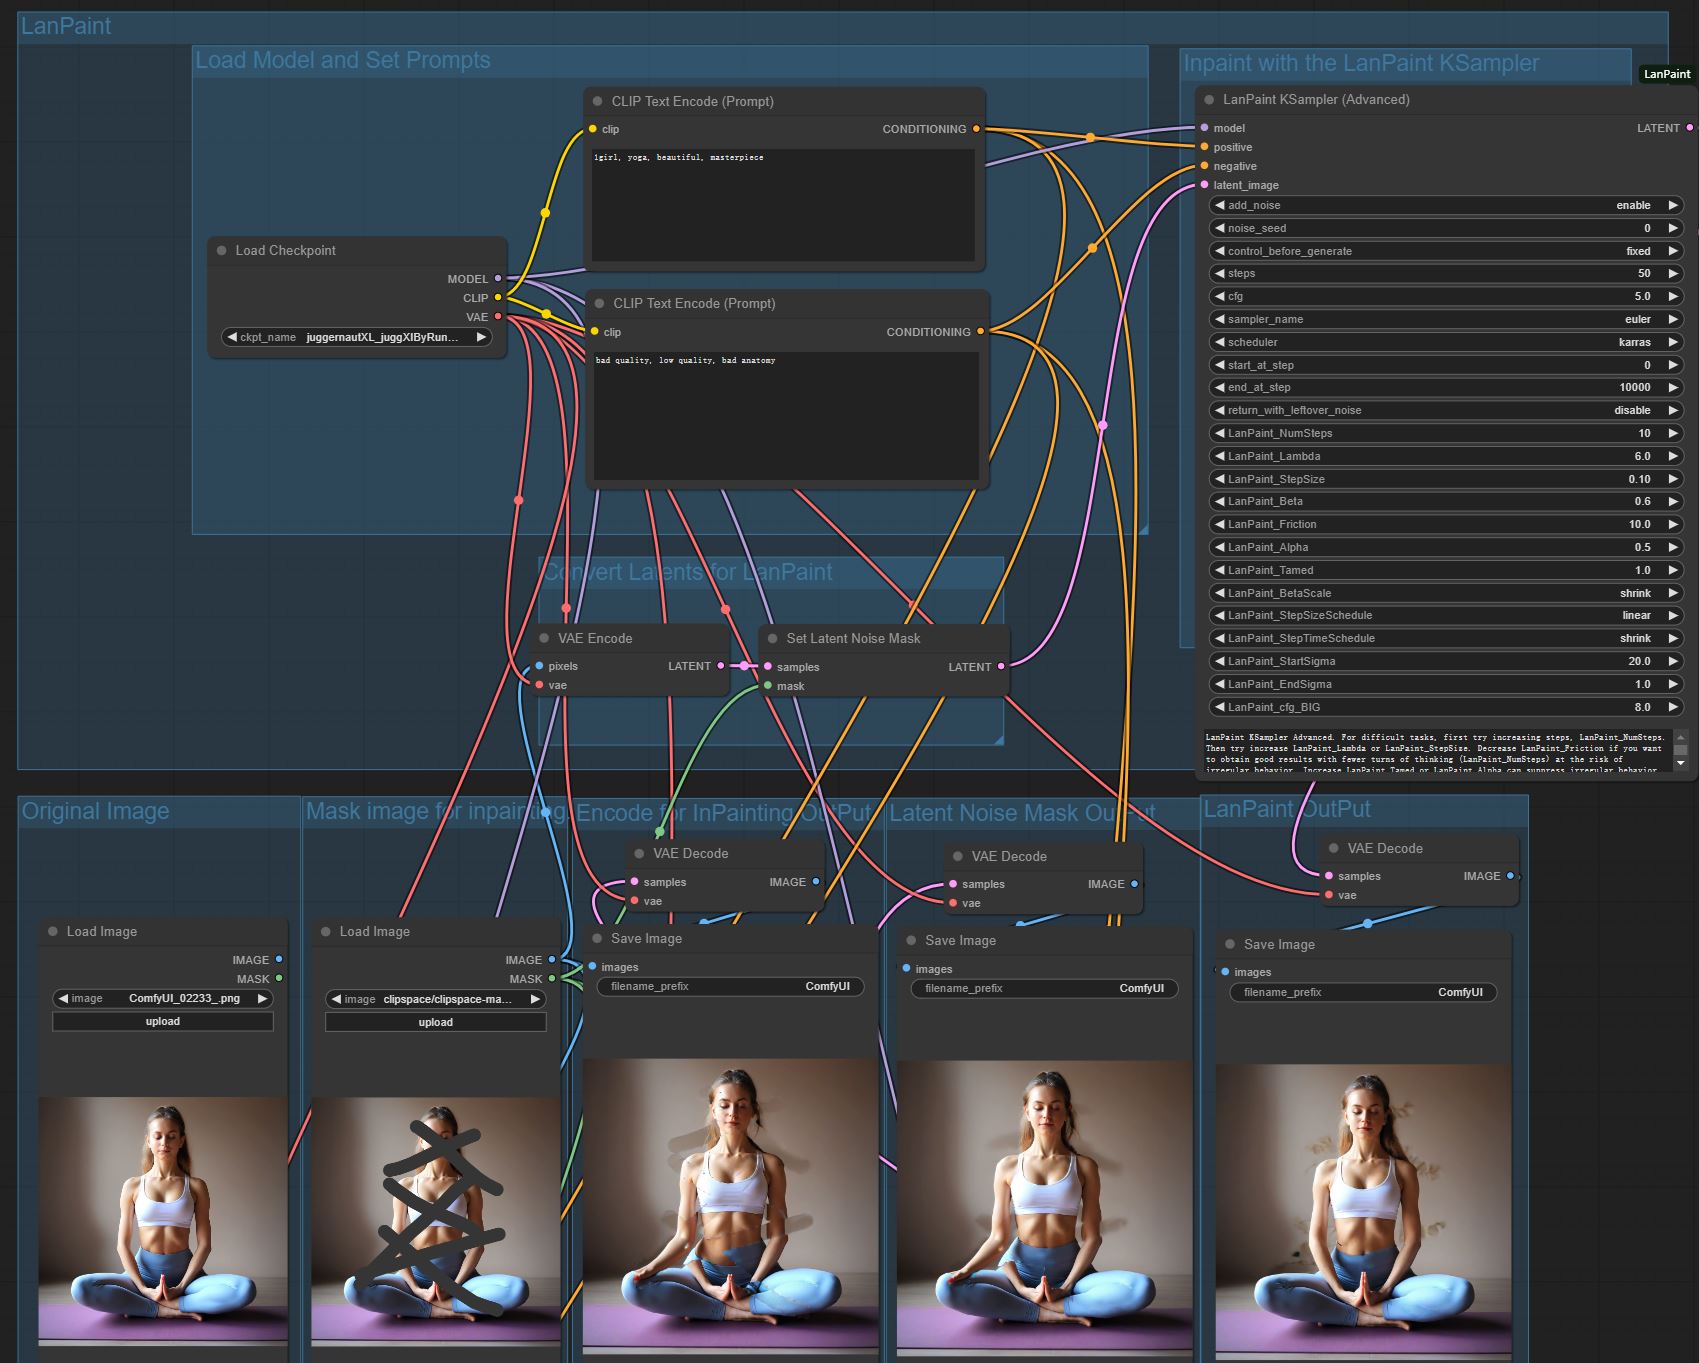 LanPaint
Load Model and Set Prompts
Inpaint with the LanPaint KSampler
LanPaint
CLIP Text Encode (Prompt)
clip
CONDITIONING
1girl, yoga, beautiful, masterpiece
Load Checkpoint
MODEL
CLIP
VAE
ckpt_name juggernautXL_juggXIByRun...
CLIP Text Encode (Prompt)
clip
CONDITIONING
bad quality, low quality, bad anatomy
LanPaint KSampler (Advanced)
model
LATENT
positive
negative
latent_image
add_noise enable
noise_seed 0
control_before_generate fixed
steps 50
cfg 5.0
sampler_name euler
scheduler karras
start_at_step 0
end_at_step 10000
return_with_leftover_noise disable
LanPaint_NumSteps 10
LanPaint_Lambda 6.0
LanPaint_StepSize 0.10
LanPaint_Beta 0.6
LanPaint_Friction 10.0
LanPaint_Alpha 0.5
LanPaint_Tamed 1.0
LanPaint_BetaScale shrink
LanPaint_StepSizeSchedule linear
LanPaint_StepTimeSchedule shrink
LanPaint_StartSigma 20.0
LanPaint_EndSigma 1.0
LanPaint_cfg_BIG 8.0
LanPaint KSampler Advanced. For difficult tasks, first try increasing steps, LanPaint_NumSteps.
Then try increase LanPaint_Lambda or LanPaint_StepSize. Decrease LanPaint_Friction if you want
to obtain good results with fewer turns of thinking (LanPaint_NumSteps) at the risk of
irregular behavior. Increase LanPaint_Tamed or LanPaint_Alpha can suppress irregular behavior
Convert Latents for LanPaint
VAE Encode
pixels
LATENT
vae
Set Latent Noise Mask
samples
LATENT
mask
Original Image
Load Image
IMAGE
MASK
image ComfyUI_02233_.png
upload
Mask image for inpainting
Load Image
IMAGE
MASK
image clipspace/clipspace-ma...
upload
Encode for InPainting OutPut
VAE Decode
samples
IMAGE
vae
Save Image
images
filename_prefix ComfyUI
Latent Noise Mask OutPut
VAE Decode
samples
IMAGE
vae
Save Image
images
filename_prefix ComfyUI
LanPaint OutPut
VAE Decode
samples
IMAGE
vae
Save Image
images
filename_prefix ComfyUI